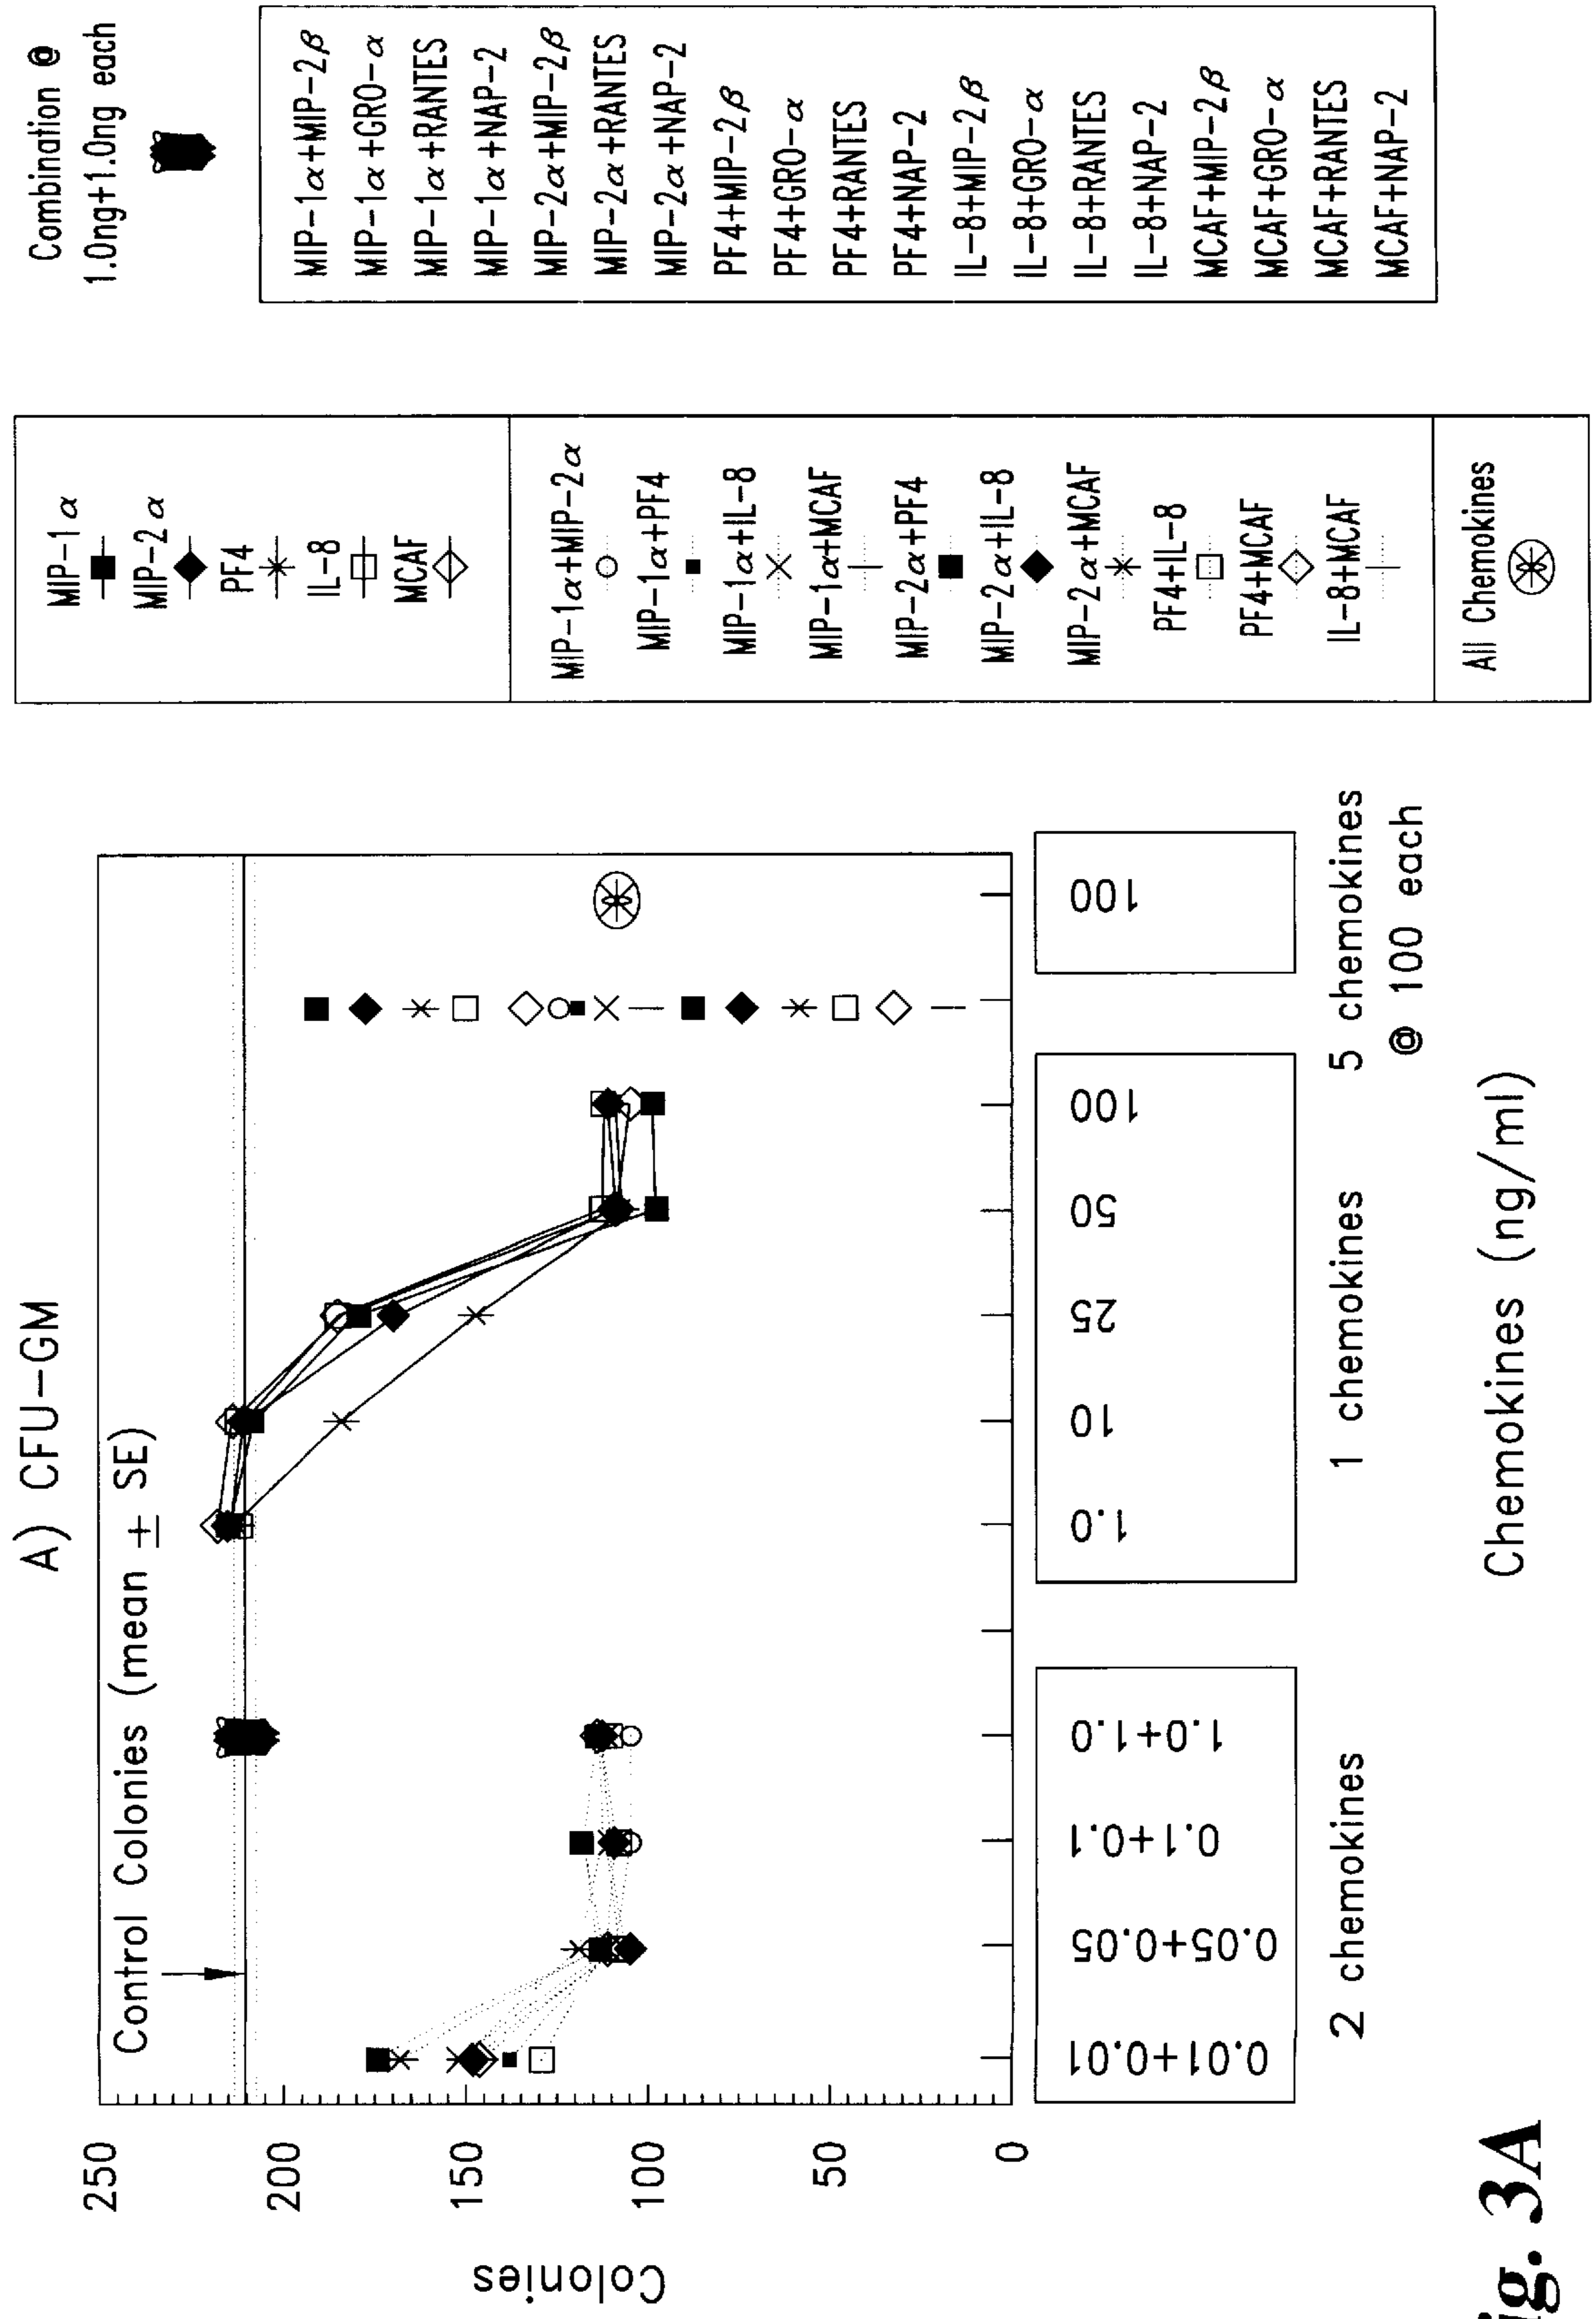 A) CFU-GM
Control Colonies (mean ± SE)
Colonies
250
200
150
100
50
0
0.01+0.01
0.05+0.05
0.1+0.1
1.0+1.0
1.0
10
25
50
100
100
2 chemokines
1 chemokines
5 chemokines
@ 100 each
Chemokines (ng/ml)
MIP-1α
MIP-2α
PF4
IL-8
MCAF
MIP-1α+MIP-2α
MIP-1α+PF4
MIP-1α+IL-8
MIP-1α+MCAF
MIP-2α+PF4
MIP-2α+IL-8
MIP-2α+MCAF
PF4+IL-8
PF4+MCAF
IL-8+MCAF
All Chemokines
Combination @
1.0ng+1.0ng each
MIP-1α+MIP-2β
MIP-1α+GRO-α
MIP-1α+RANTES
MIP-1α+NAP-2
MIP-2α+MIP-2β
MIP-2α+RANTES
MIP-2α+NAP-2
PF4+MIP-2β
PF4+GRO-α
PF4+RANTES
PF4+NAP-2
IL-8+MIP-2β
IL-8+GRO-α
IL-8+RANTES
IL-8+NAP-2
MCAF+MIP-2β
MCAF+GRO-α
MCAF+RANTES
MCAF+NAP-2
ig. 3A